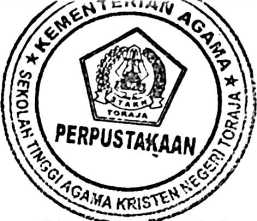 KEMENTERIAN AGAMA
STAKN
TORAJA
PERPUSTAKAAN
SEKOLAH TINGGI AGAMA KRISTEN NEGERI TORAJA